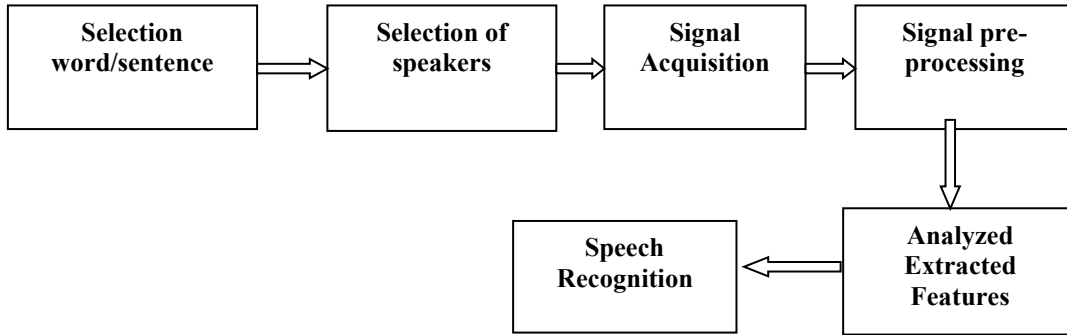 Selection
word/sentence
Selection of
speakers
Signal
Acquisition
Signal pre-
processing
Analyzed
Extracted
Features
Speech
Recognition